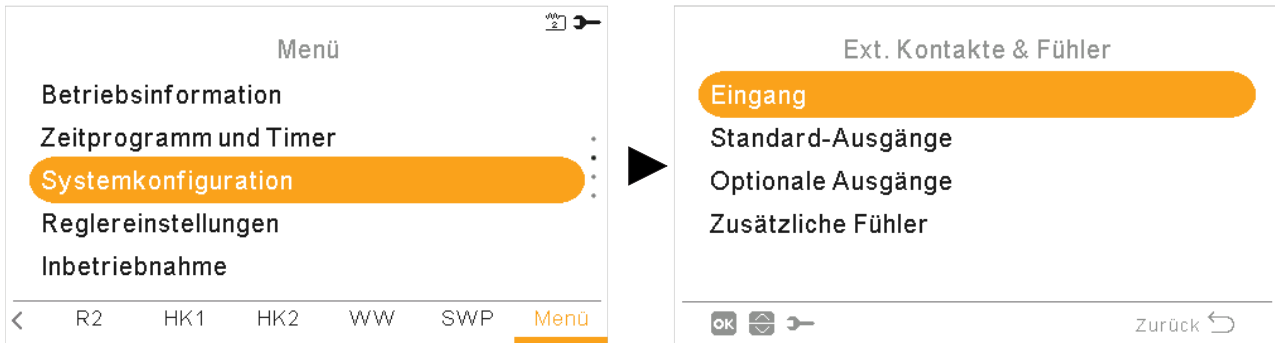 2
Menü
Betriebsinformation
Zeitprogramm und Timer
Systemkonfiguration
Reglereinstellungen
Inbetriebnahme
< R2 HK1 HK2 WW SWP Menü
Ext. Kontakte & Fühler
Eingang
Standard-Ausgänge
Optionale Ausgänge
Zusätzliche Fühler
OK Zurück